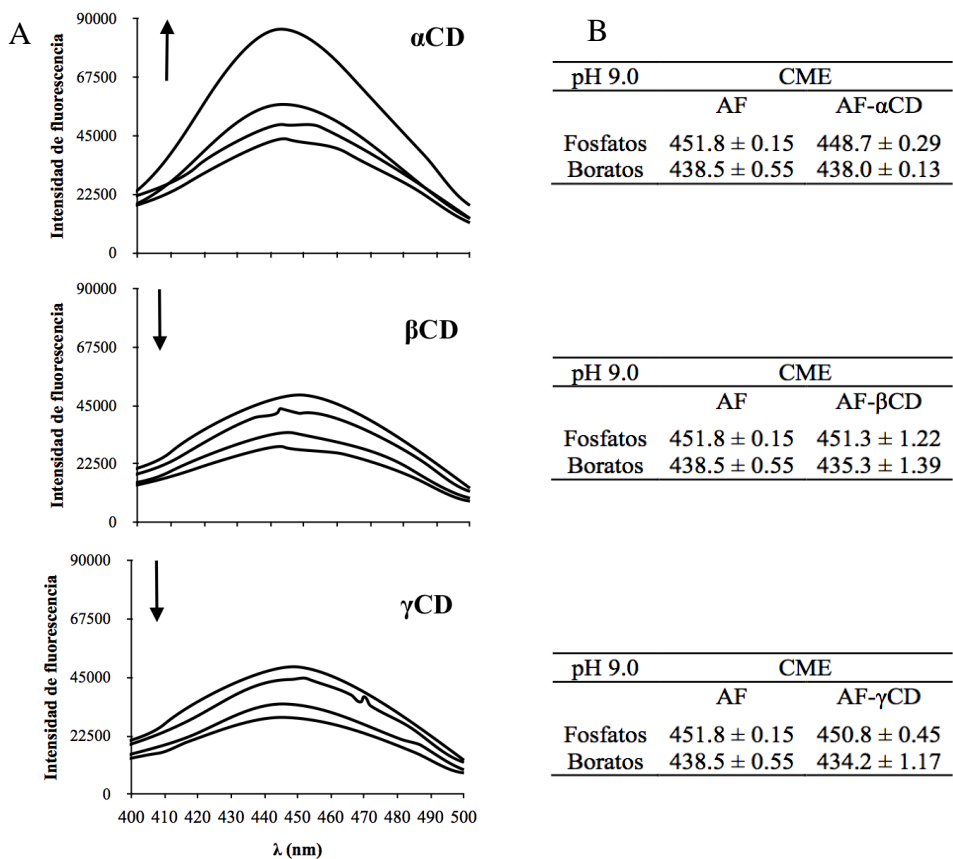 A
Intensidad de fluorescencia
90000
67500
45000
22500
0
αCD
Intensidad de fluorescencia
90000
67500
45000
22500
0
βCD
Intensidad de fluorescencia
90000
67500
45000
22500
0
γCD
400 410 420 430 440 450 460 470 480 490 500
λ (nm)
B
pH 9.0 CME
AF AF-αCD
Fosfatos 451.8 ± 0.15 448.7 ± 0.29
Boratos 438.5 ± 0.55 438.0 ± 0.13
pH 9.0 CME
AF AF-βCD
Fosfatos 451.8 ± 0.15 451.3 ± 1.22
Boratos 438.5 ± 0.55 435.3 ± 1.39
pH 9.0 CME
AF AF-γCD
Fosfatos 451.8 ± 0.15 450.8 ± 0.45
Boratos 438.5 ± 0.55 434.2 ± 1.17